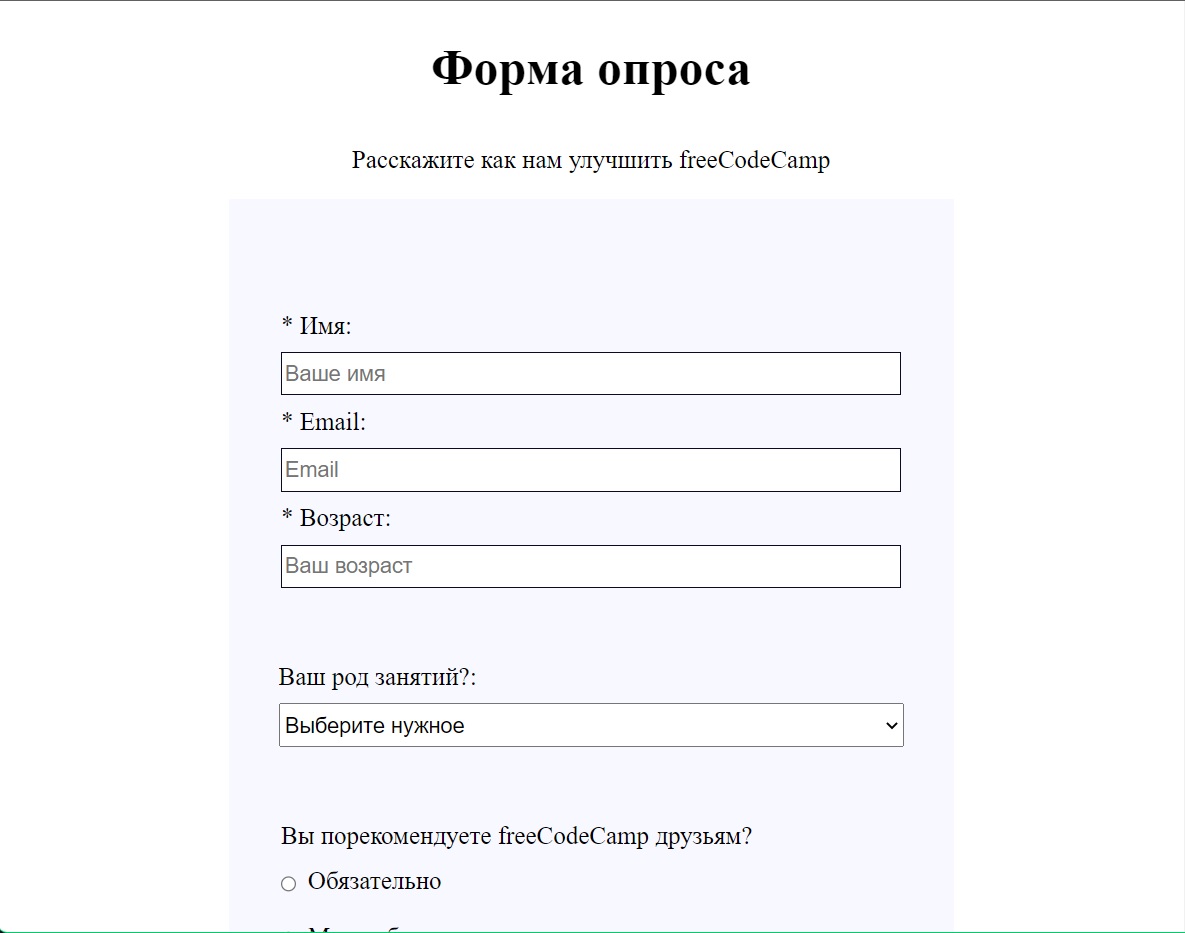 Форма опроса
Расскажите как нам улучшить freeCodeCamp
* Имя:
Ваше имя
* Email:
Email
* Возраст:
Ваш возраст
Ваш род занятий?:
Выберите нужное
Вы порекомендуете freeCodeCamp друзьям?
Обязательно